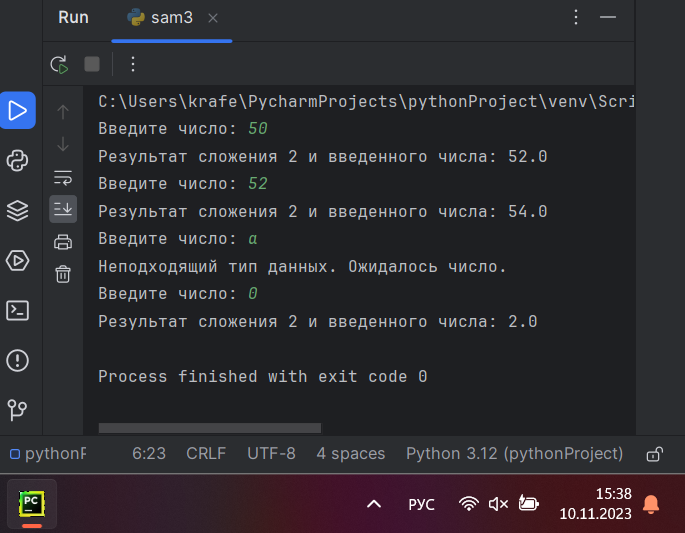 Run sam3
C:\Users\krafe\PycharmProjects\pythonProject\venv\Scri
Введите число: 50
Результат сложения 2 и введенного числа: 52.0
Введите число: 52
Результат сложения 2 и введенного числа: 54.0
Введите число: а
Неподходящий тип данных. Ожидалось число.
Введите число: 0
Результат сложения 2 и введенного числа: 2.0
Process finished with exit code 0
pythonP 6:23 CRLF UTF-8 4 spaces Python 3.12 (pythonProject)
PC РУС 15:38
10.11.2023